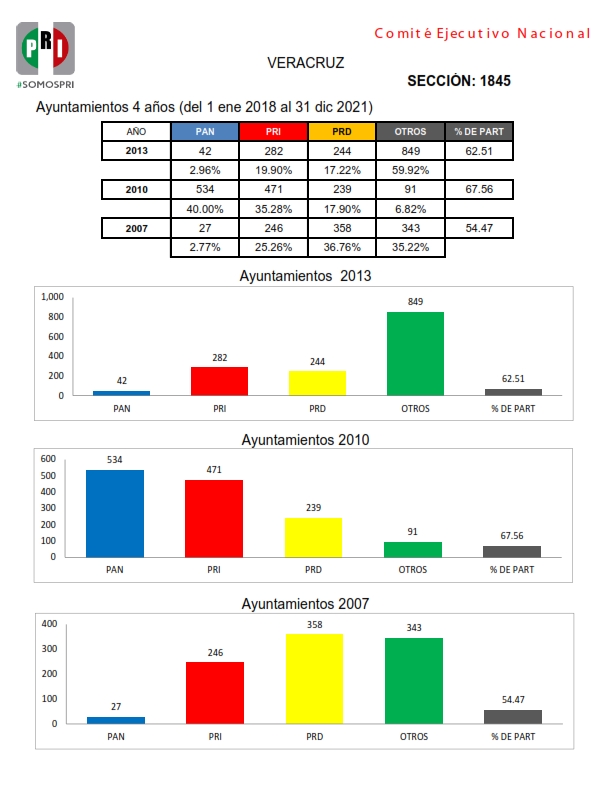 Comité Ejecutivo Nacional
PRI
#SOMOSPRI
VERACRUZ
SECCIÓN: 1845
Ayuntamientos 4 años (del 1 ene 2018 al 31 dic 2021)
AÑO PAN PRI PRD OTROS % DE PART
2013 42 282 244 849 62.51
2.96% 19.90% 17.22% 59.92%
2010 534 471 239 91 67.56
40.00% 35.28% 17.90% 6.82%
2007 27 246 358 343 54.47
2.77% 25.26% 36.76% 35.22%
Ayuntamientos 2013
1,000
800
600
400
200
0
42 282 244 849 62.51
PAN PRI PRD OTROS % DE PART
Ayuntamientos 2010
600
500
400
300
200
100
0
534 471 239 91 67.56
PAN PRI PRD OTROS % DE PART
Ayuntamientos 2007
400
300
200
100
0
27 246 358 343 54.47
PAN PRI PRD OTROS % DE PART